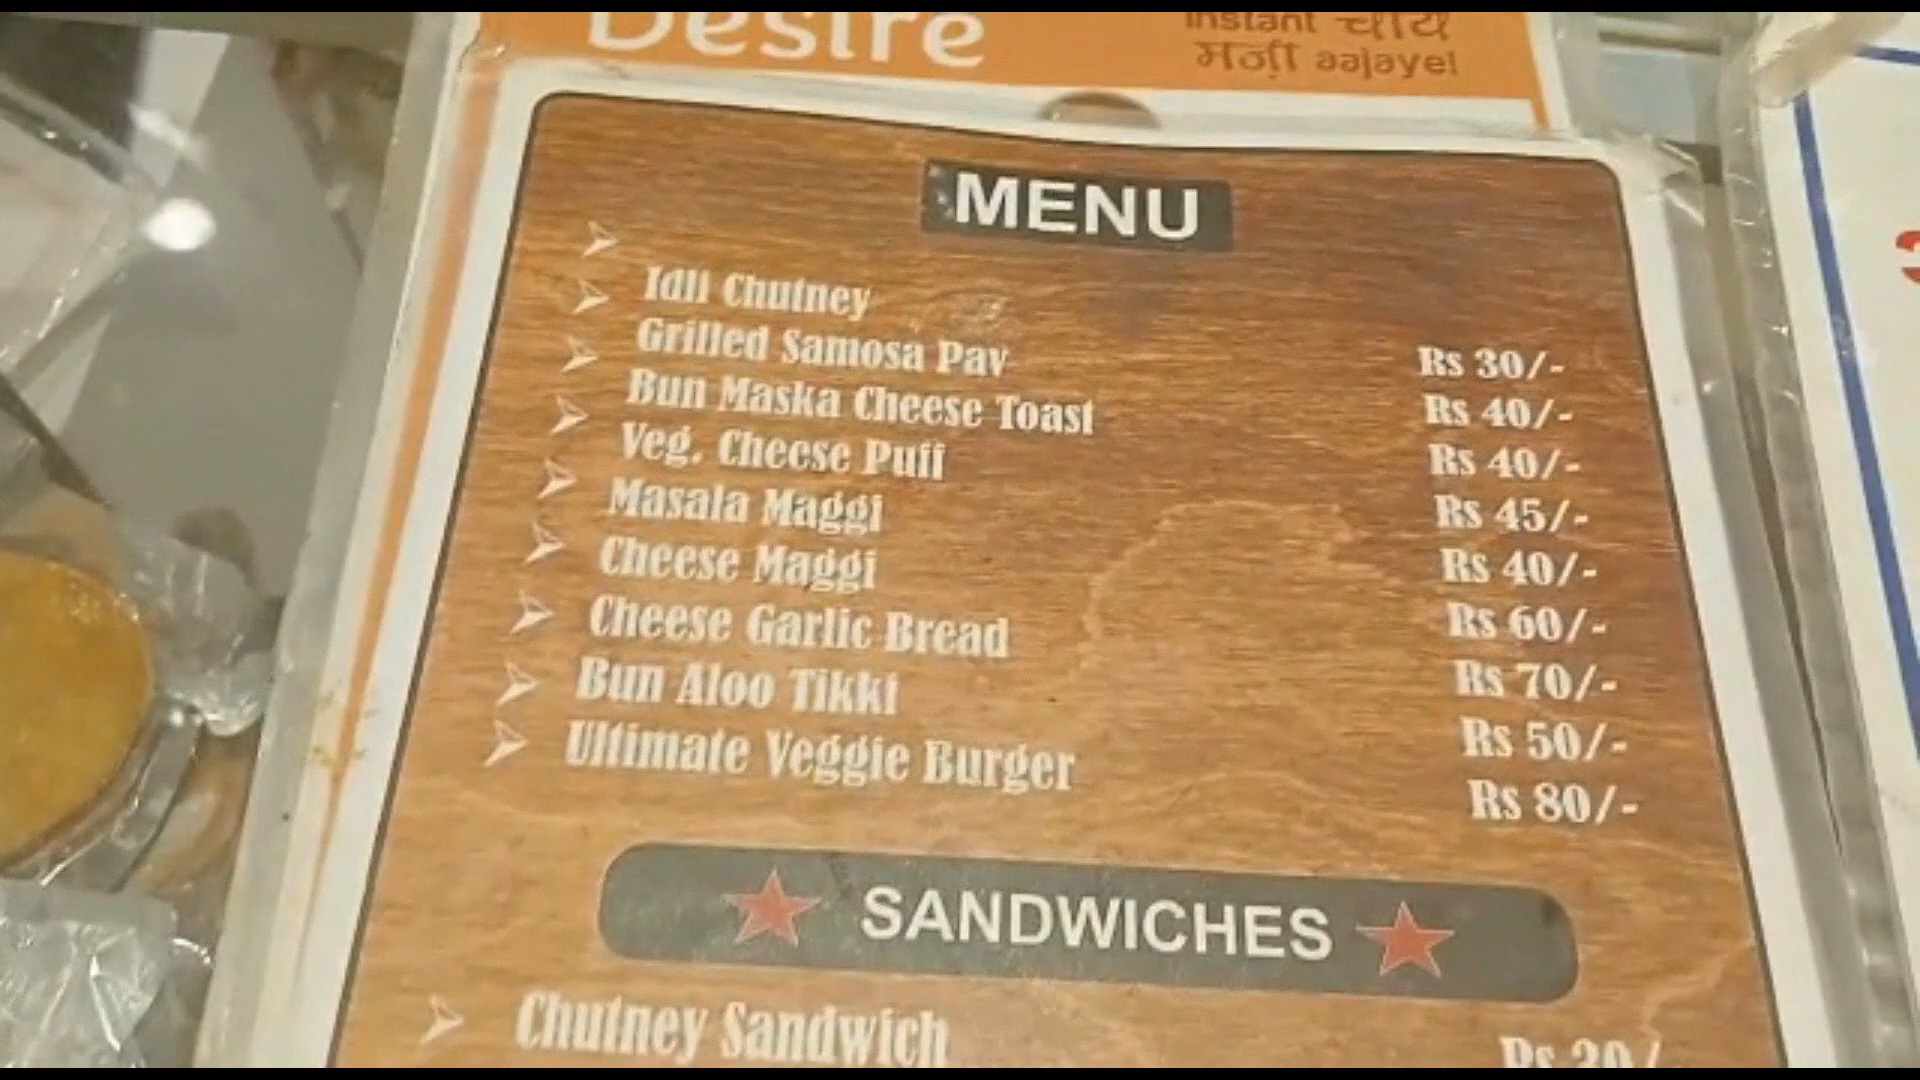 Desire
instant चाय
मर्ज़ी aajaye!
MENU
Idli Chutney Rs 30/-
Grilled Samosa Pav Rs 40/-
Bun Maska Cheese Toast Rs 40/-
Veg. Cheese Puff Rs 45/-
Masala Maggi Rs 40/-
Cheese Maggi Rs 60/-
Cheese Garlic Bread Rs 70/-
Bun Aloo Tikki Rs 50/-
Ultimate Veggie Burger Rs 80/-
SANDWICHES
Chutney Sandwich Rs